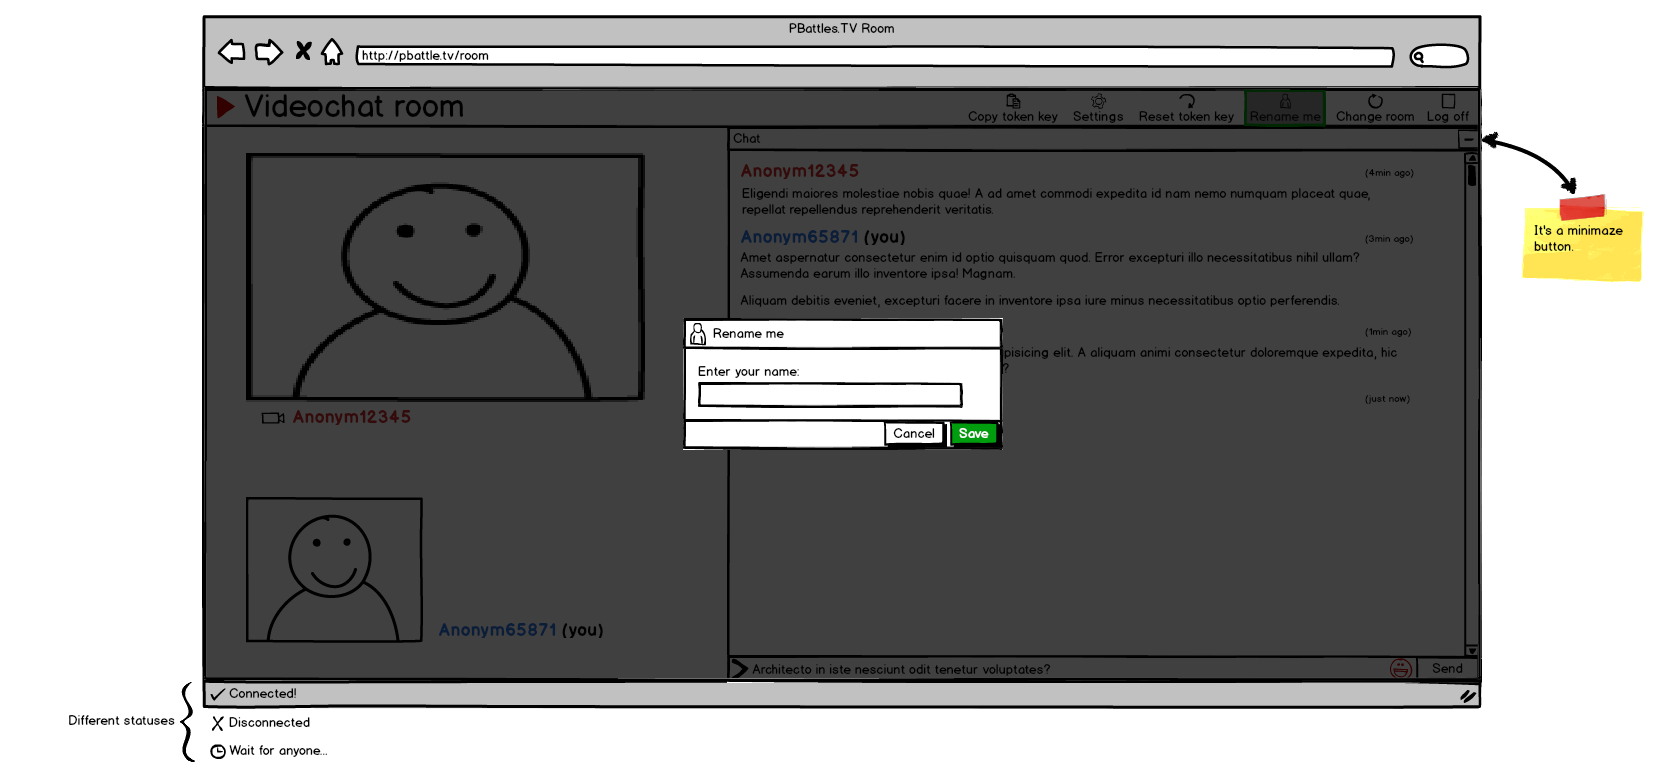 PBattles.TV Room
http://pbattle.tv/room
Videochat room
Copy token key
Settings
Reset token key
Rename me
Change room
Log off
Chat
Anonym12345
(4min ago)
Eligendi maiores molestiae nobis quae! A ad amet commodi expedita id nam nemo numquam placeat quae,
repellat repellendus reprehenderit veritatis.
Anonym65871 (you)
(3min ago)
Amet aspernatur consectetur enim id optio quisquam quod. Error excepturi illo necessitatibus nihil ullam?
Assumenda earum illo inventore ipsa! Magnam.
Aliquam debitis eveniet, excepturi facere in inventore ipsa iure minus necessitatibus optio perferendis.
(1min ago)
pisicing elit. A aliquam animi consectetur doloremque expedita, hic
?
(just now)
It's a minimaze
button.
Rename me
Enter your name:
Cancel
Save
Anonym12345
Anonym65871 (you)
Architecto in iste nesciunt odit tenetur voluptates?
Send
Connected!
Different statuses
Disconnected
Wait for anyone...